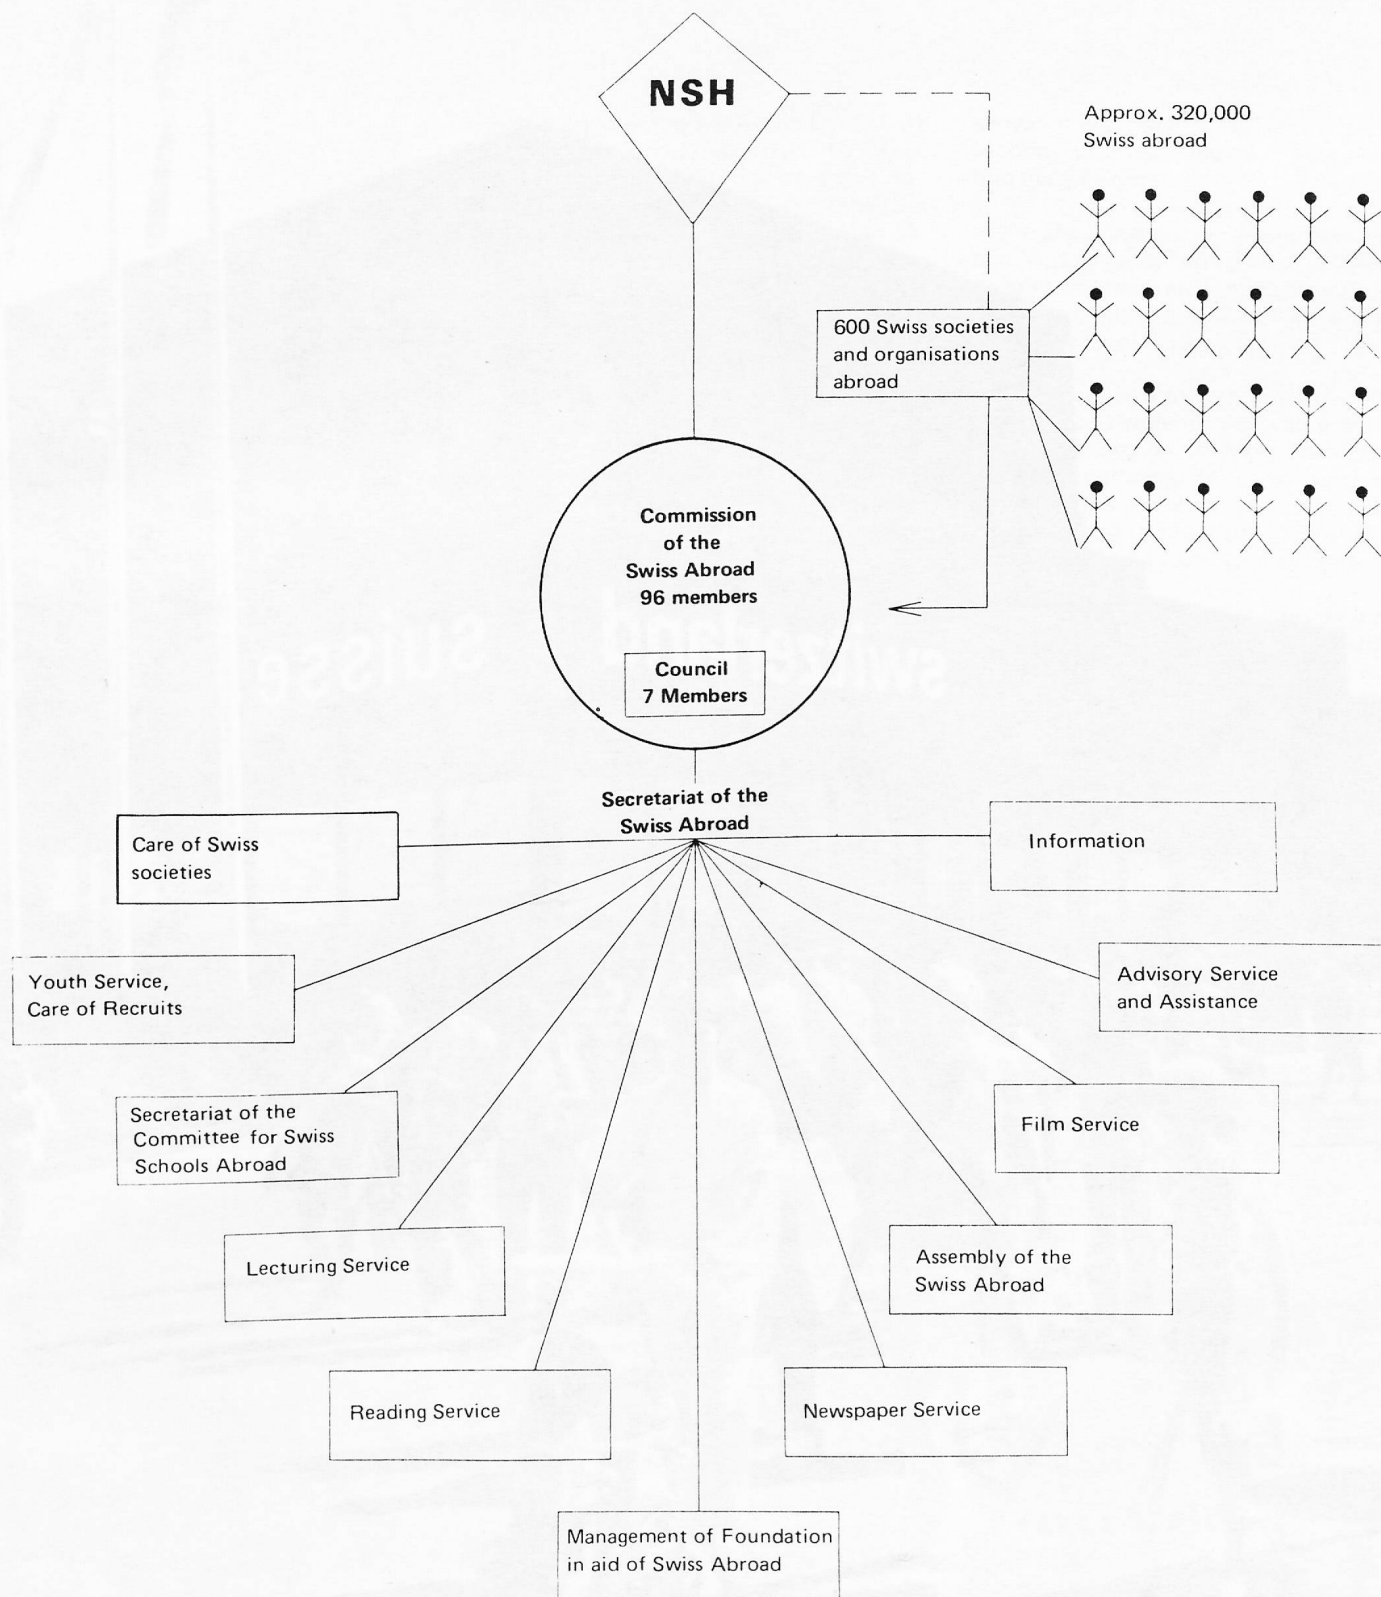 NSH
Approx. 320,000
Swiss abroad
600 Swiss societies
and organisations
abroad
Commission
of the
Swiss Abroad
96 members
Council
7 Members
Secretariat of the
Swiss Abroad
Care of Swiss
societies
Information
Youth Service,
Care of Recruits
Advisory Service
and Assistance
Secretariat of the
Committee for Swiss
Schools Abroad
Film Service
Lecturing Service
Assembly of the
Swiss Abroad
Reading Service
Newspaper Service
Management of Foundation
in aid of Swiss Abroad
switzerland
suisse